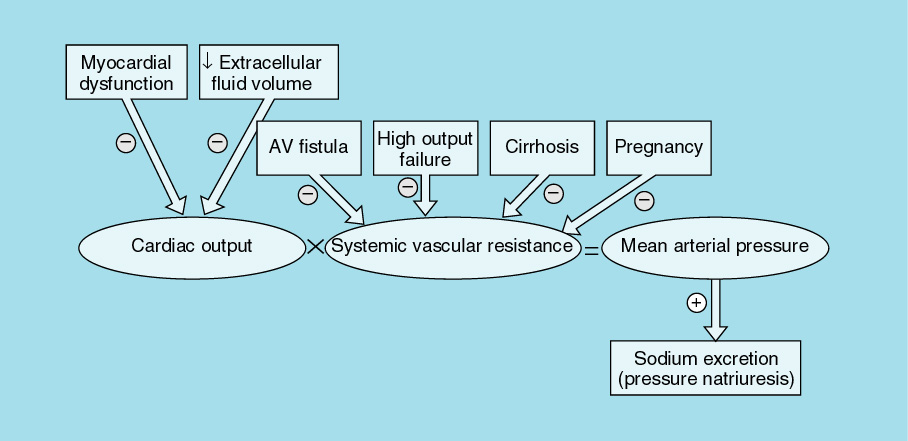 Myocardial
dysfunction
↓ Extracellular
fluid volume
AV fistula
High output
failure
Cirrhosis
Pregnancy
−
−
−
−
−
−
Cardiac output
×
Systemic vascular resistance
=
Mean arterial pressure
+
Sodium excretion
(pressure natriuresis)